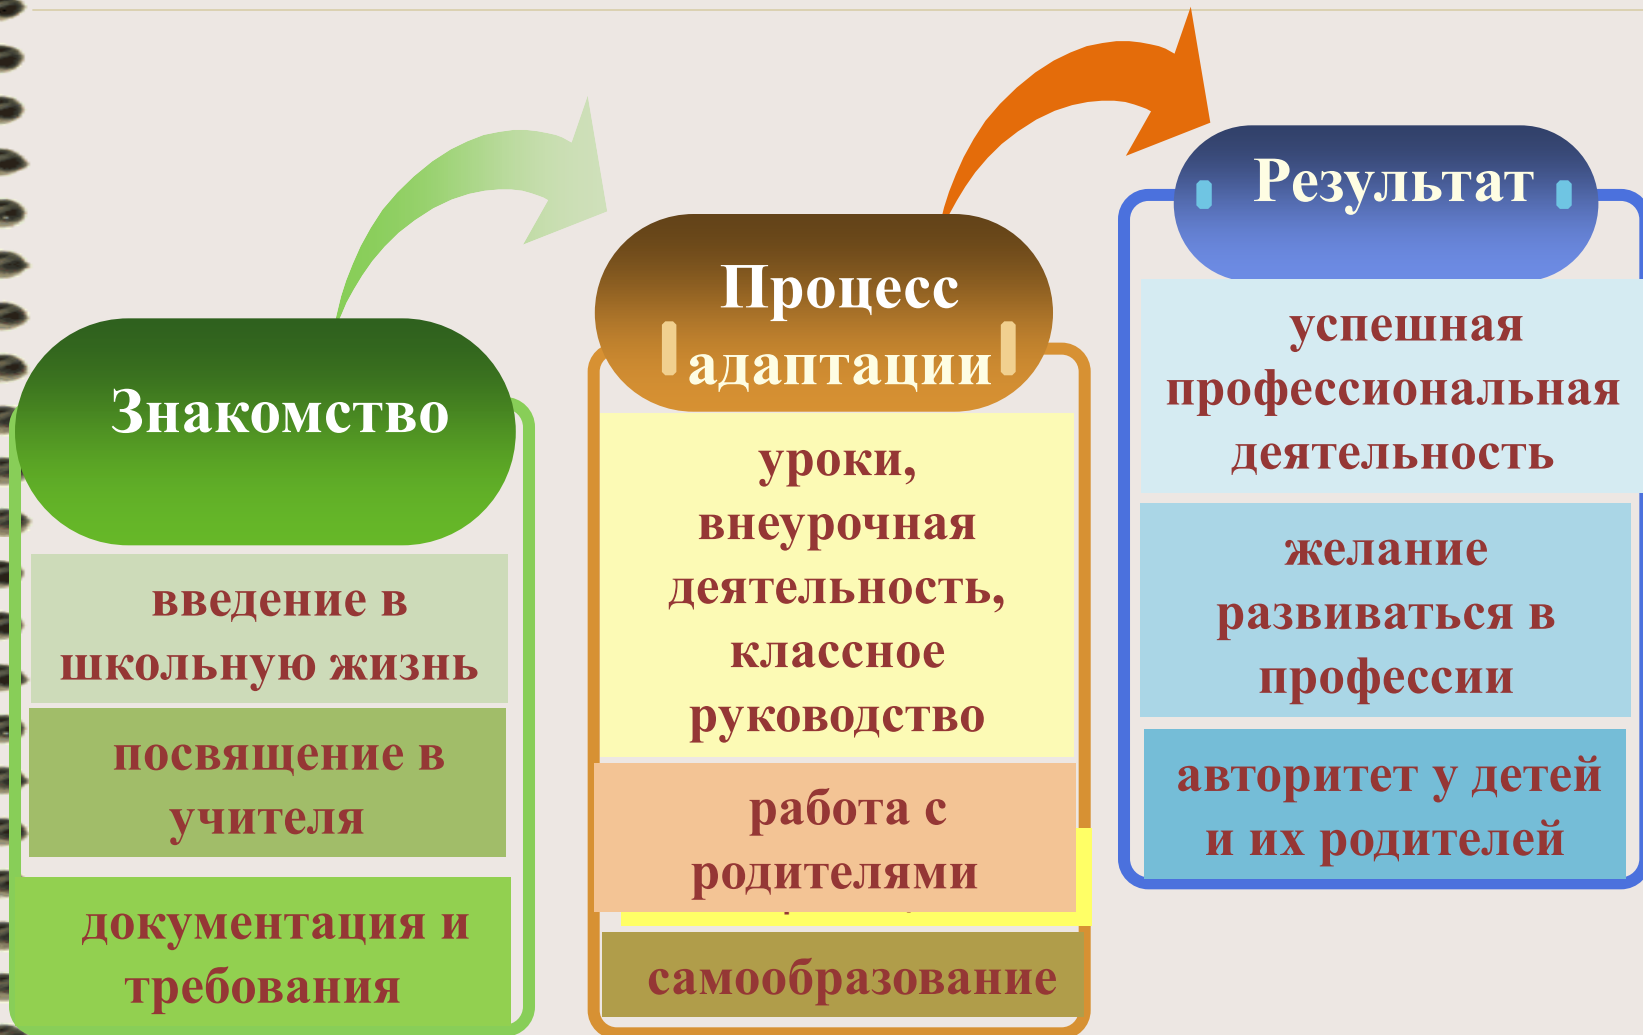 Знакомство
введение в
школьную жизнь
посвящение в
учителя
документация и
требования
Процесс
адаптации
уроки,
внеурочная
деятельность,
классное
руководство
работа с
родителями
самообразование
Результат
успешная
профессиональная
деятельность
желание
развиваться в
профессии
авторитет у детей
и их родителей